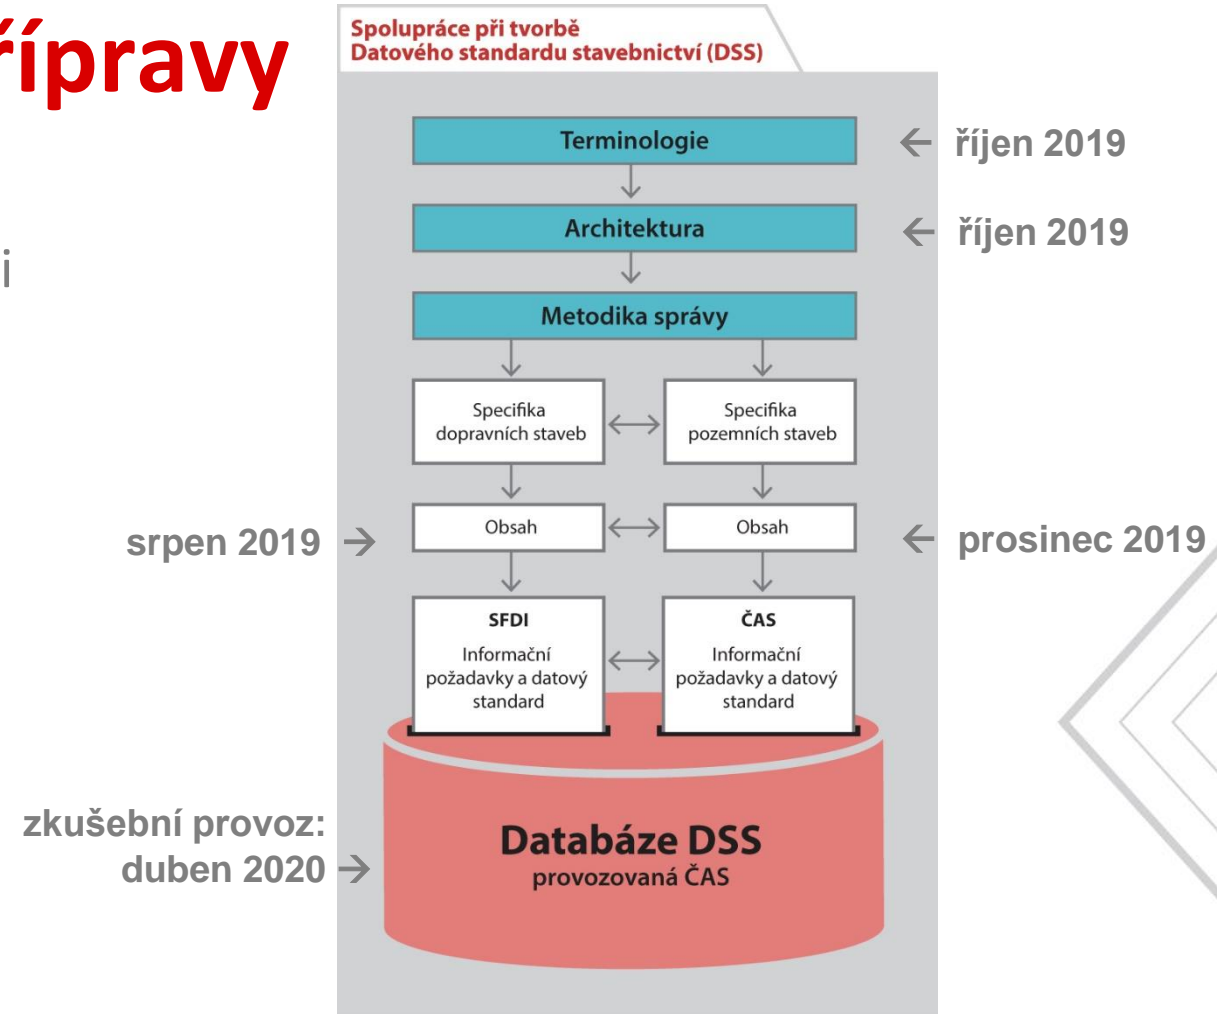 řípravy
i
Spolupráce při tvorbě
Datového standardu stavebnictví (DSS)
Terminologie
← říjen 2019
Architektura
← říjen 2019
Metodika správy
Specifika
dopravních staveb
Specifika
pozemních staveb
srpen 2019 →
Obsah
Obsah
← prosinec 2019
SFDI
Informační
požadavky a datový
standard
ČAS
Informační
požadavky a datový
standard
zkušební provoz:
duben 2020 →
Databáze DSS
provozovaná ČAS